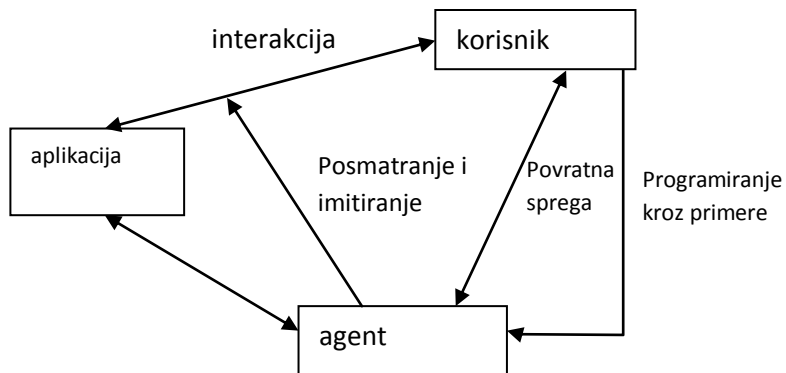 interakcija
korisnik
aplikacija
Posmatranje i
imitiranje
Povratna
sprega
Programiranje
kroz primere
agent